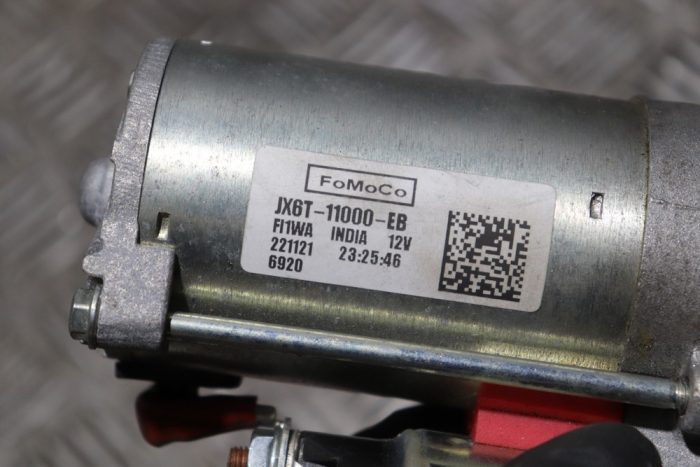 FoMoCo
JX6T-11000-EB
FI1WA INDIA 12V
221121 23:25:46
6920